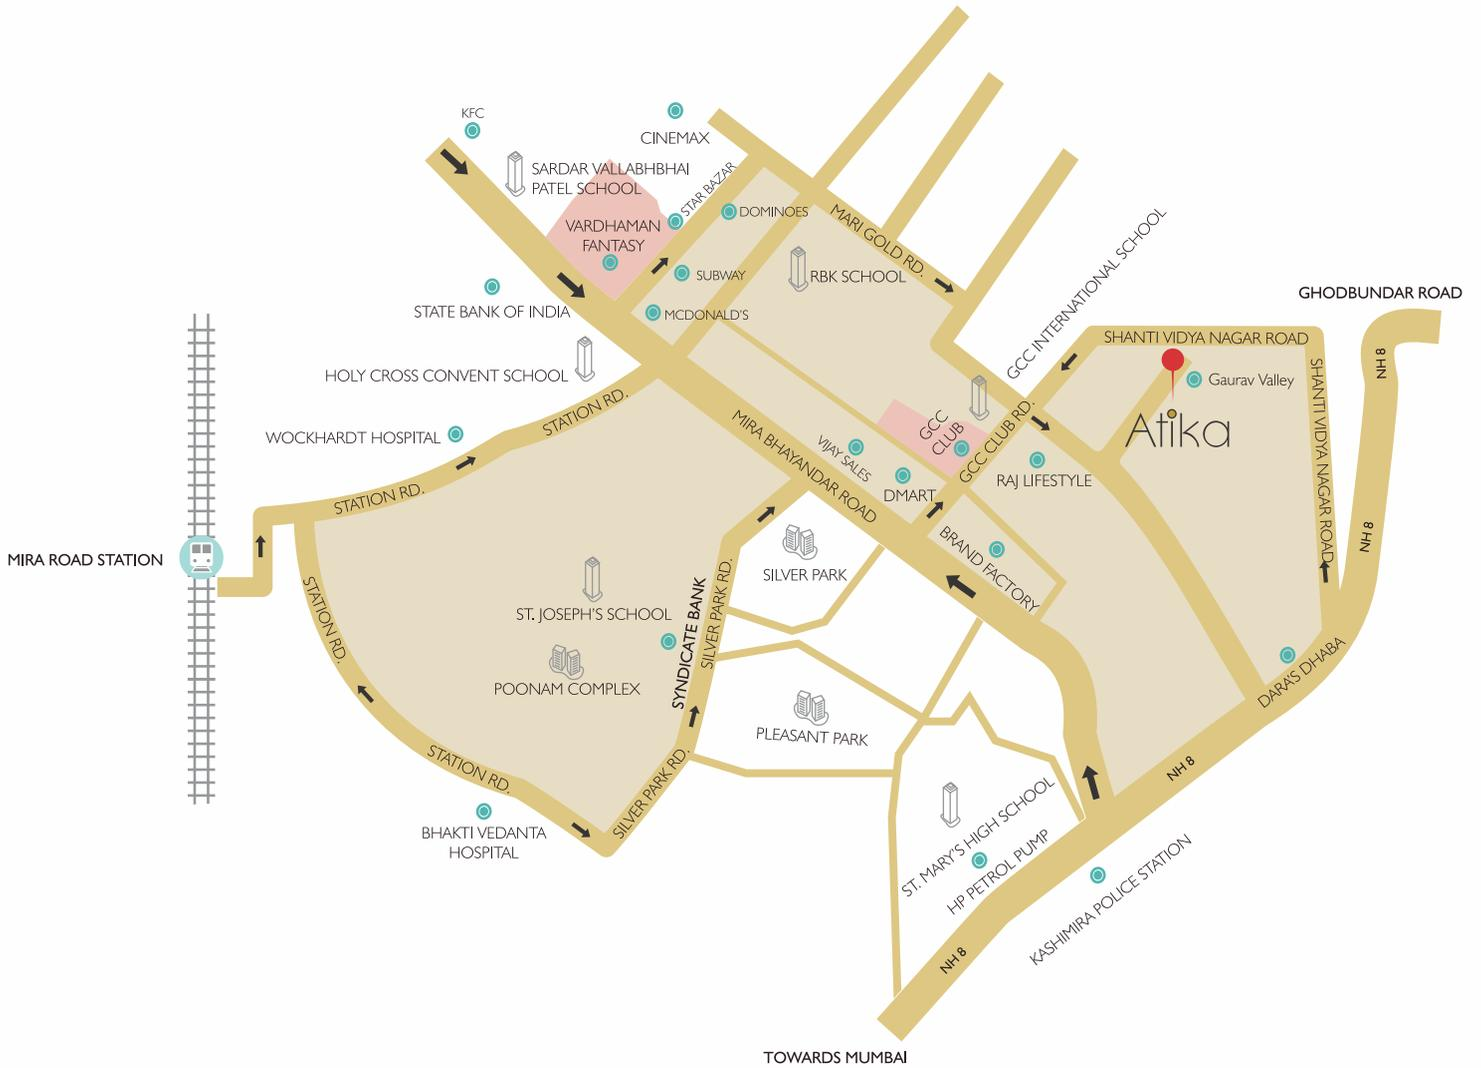 KFC
CINEMAX
SARDAR VALLABHBHAI
PATEL SCHOOL
STAR BAZAR
DOMINOES
VARDHAMAN
FANTASY
MARI GOLD RD.
SUBWAY
RBK SCHOOL
GCC INTERNATIONAL SCHOOL
STATE BANK OF INDIA
MCDONALD'S
GHODBUNDAR ROAD
SHANTI VIDYA NAGAR ROAD
HOLY CROSS CONVENT SCHOOL
NH 8
Gaurav Valley
SHANTI VIDYA NAGAR ROAD
STATION RD.
MIRA BHAYANDAR ROAD
GCC
CLUB
GCC CLUB RD.
Atika
WOCKHARDT HOSPITAL
VIJAY SALES
DMART
RAJ LIFESTYLE
STATION RD.
NH 8
MIRA ROAD STATION
SILVER PARK
BRAND FACTORY
STATION RD.
ST. JOSEPH'S SCHOOL
SYNDICATE BANK
SILVER PARK RD.
POONAM COMPLEX
DARA'S DHABA
PLEASANT PARK
STATION RD.
SILVER PARK RD.
NH 8
BHAKTI VEDANTA
HOSPITAL
ST. MARY'S HIGH SCHOOL
HP PETROL PUMP
KASHIMIRA POLICE STATION
NH 8
TOWARDS MUMBAI